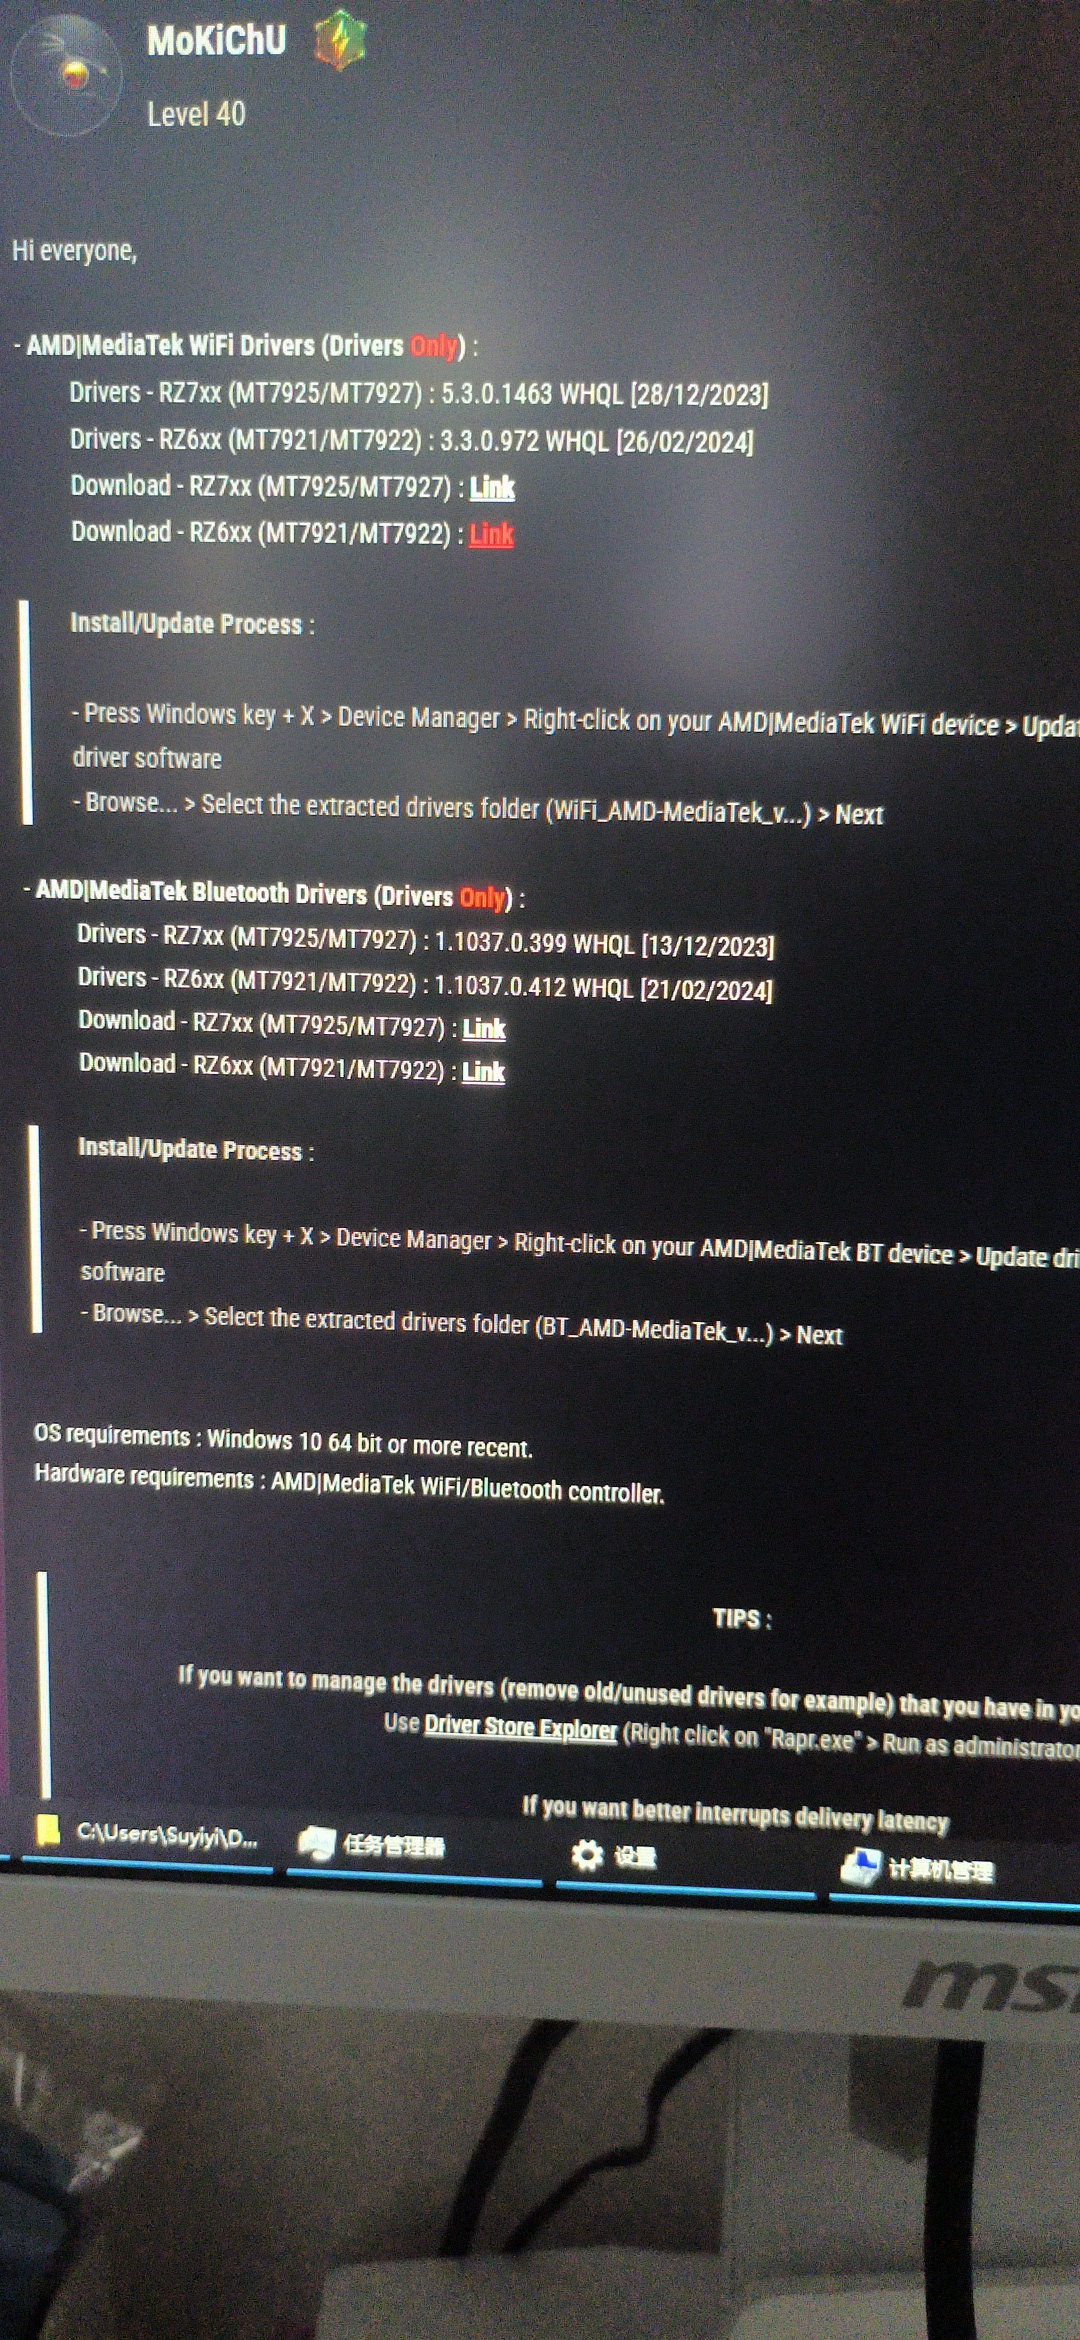 MoKiChU
Level 40
Hi everyone,
- AMD|MediaTek WiFi Drivers (Drivers Only) :
Drivers - RZ7xx (MT7925/MT7927) : 5.3.0.1463 WHQL [28/12/2023]
Drivers - RZ6xx (MT7921/MT7922) : 3.3.0.972 WHQL [26/02/2024]
Download - RZ7xx (MT7925/MT7927) : Link
Download - RZ6xx (MT7921/MT7922) : Link
Install/Update Process :
- Press Windows key + X > Device Manager > Right-click on your AMD|MediaTek WiFi device > Updat
driver software
- Browse... > Select the extracted drivers folder (WiFi_AMD-MediaTek_v...) > Next
- AMD|MediaTek Bluetooth Drivers (Drivers Only) :
Drivers - RZ7xx (MT7925/MT7927) : 1.1037.0.399 WHQL [13/12/2023]
Drivers - RZ6xx (MT7921/MT7922) : 1.1037.0.412 WHQL [21/02/2024]
Download - RZ7xx (MT7925/MT7927) : Link
Download - RZ6xx (MT7921/MT7922) : Link
Install/Update Process :
- Press Windows key + X > Device Manager > Right-click on your AMD|MediaTek BT device > Update dri
software
- Browse... > Select the extracted drivers folder (BT_AMD-MediaTek_v...) > Next
OS requirements : Windows 10 64 bit or more recent.
Hardware requirements : AMD|MediaTek WiFi/Bluetooth controller.
TIPS :
If you want to manage the drivers (remove old/unused drivers for example) that you have in yo
Use Driver Store Explorer (Right click on "Rapr.exe" > Run as administrator
If you want better interrupts delivery latency
C:\Users\Suyiyi\D... 任务管理器 设置 计算机管理
msi